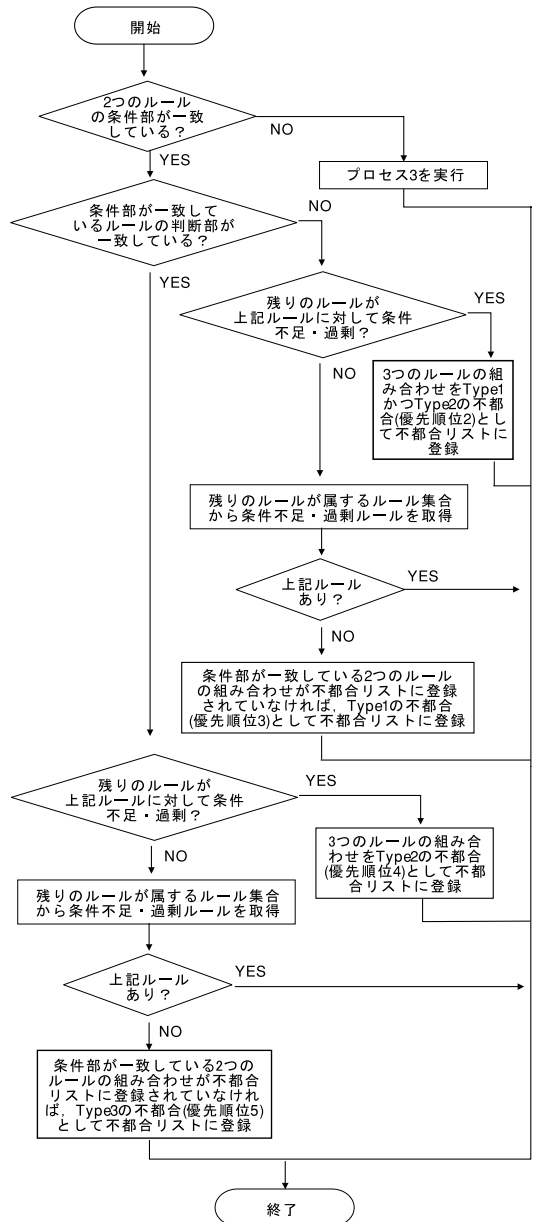 開始
2つのルール
の条件部が一致
している？
NO
YES
プロセス3を実行
条件部が一致して
いるルールの判断部が
一致している？
NO
YES
残りのルールが
上記ルールに対して条件
不足・過剰？
YES
NO
3つのルールの組
み合わせをType1
かつType2の不都
合(優先順位2)とし
て不都合リストに
登録
残りのルールが属するルール集合
から条件不足・過剰ルールを取得
上記ルール
あり？
YES
NO
条件部が一致している2つのルール
の組み合わせが不都合リストに登録
されていなければ，Type1の不都合
(優先順位3)として不都合リストに登録
残りのルールが
上記ルールに対して条件
不足・過剰？
YES
NO
3つのルールの組み合
わせをType2の不都合
(優先順位4)として不都
合リストに登録
残りのルールが属するルール集合
から条件不足・過剰ルールを取得
上記ルール
あり？
YES
NO
条件部が一致している2つの
ルールの組み合わせが不都合
リストに登録されていなけれ
ば，Type3の不都合(優先順位5)
として不都合リストに登録
終了